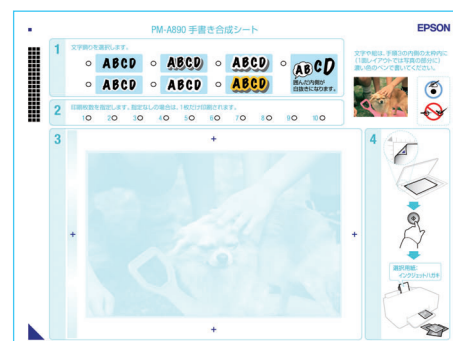 PM-A890 手書き合成シート
EPSON
1
文字飾りを選択します。
ABCD
ABCD
ABCD
ABCD
囲んだ内側が
白抜きになります。
ABCD
ABCD
ABCD
文字や絵は、手順3の内側の太枠内に
(1面レイアウトでは写真の部分に)
濃い色のペンで書いてください。
2
印刷枚数を指定します。指定なしの場合は、1枚だけ印刷されます。
1 2 3 4 5 6 7 8 9 10
3
4
選択用紙:
インクジェットハガキ